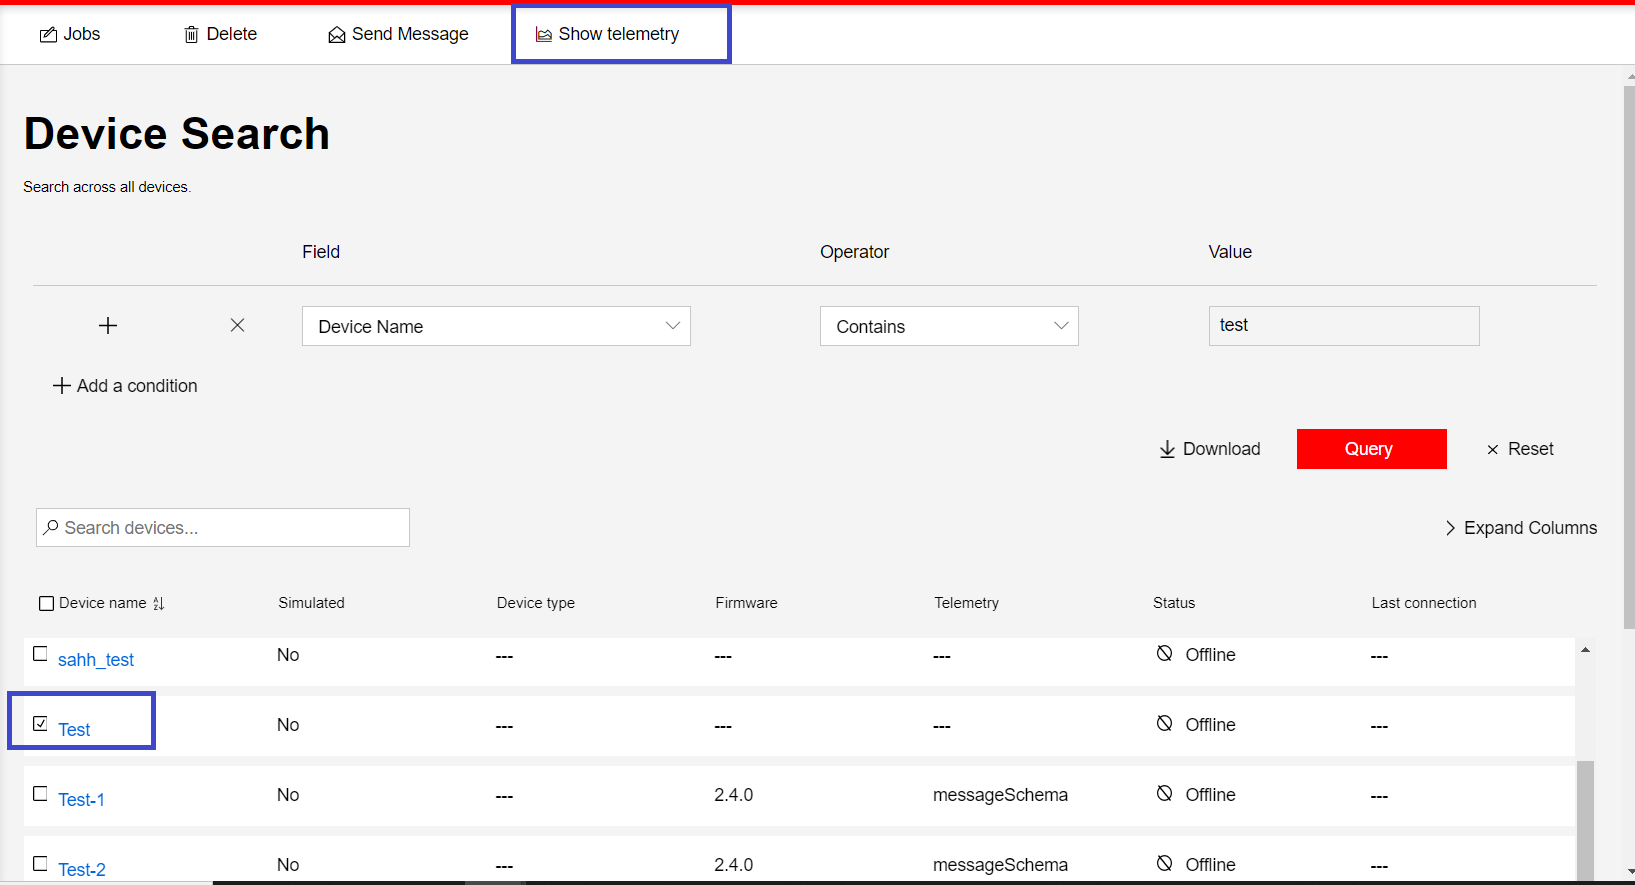 Jobs Delete Send Message Show telemetry
Device Search
Search across all devices.
Field Operator Value
Device Name Contains test
Add a condition
Download Query Reset
Search devices... Expand Columns
Device name Simulated Device type Firmware Telemetry Status Last connection
sahh_test No --- --- --- Offline ---
Test No --- --- --- Offline ---
Test-1 No --- 2.4.0 messageSchema Offline ---
Test-2 No --- 2.4.0 messageSchema Offline ---